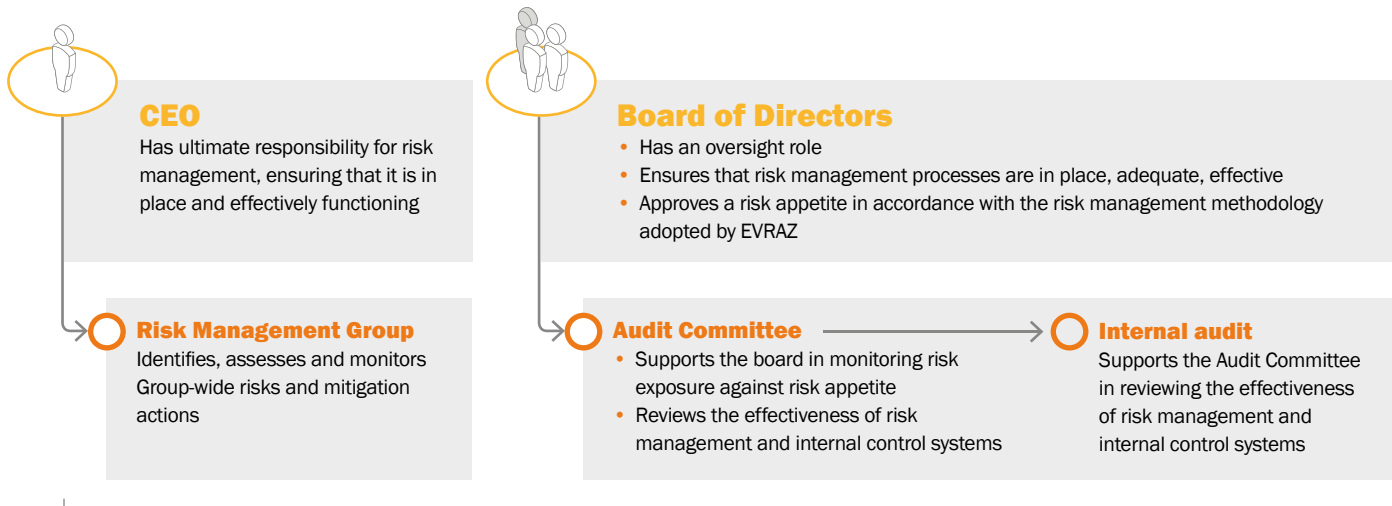 CEO
Has ultimate responsibility for risk
management, ensuring that it is in
place and effectively functioning
Board of Directors
• Has an oversight role
• Ensures that risk management processes are in place, adequate, effective
• Approves a risk appetite in accordance with the risk management methodology
adopted by EVRAZ
Risk Management Group
Identifies, assesses and monitors
Group-wide risks and mitigation
actions
Audit Committee
• Supports the board in monitoring risk
exposure against risk appetite
• Reviews the effectiveness of risk
management and internal control systems
Internal audit
Supports the Audit Committee
in reviewing the effectiveness
of risk management and
internal control systems